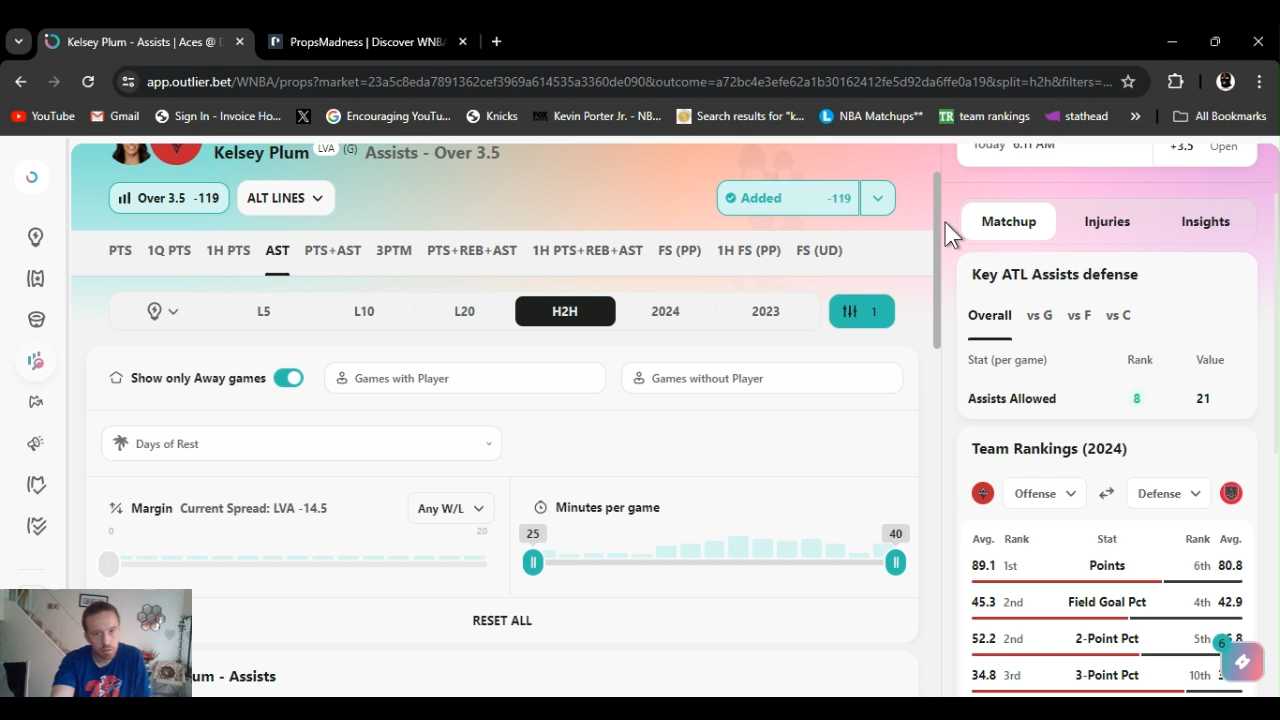 Kelsey Plum - Assists | Aces @
PropsMadness | Discover WNB
app.outlier.bet/WNBA/props?market=23a5c8eda7891362cef3969a614535a3360de090&outcome=a72bc4e3efe62a1b30162412fe5d92da6ffe0a19&split=h2h&filters=...
YouTube Gmail Sign In - Invoice Ho... Encouraging YouTu... Knicks Kevin Porter Jr. - NB... Search results for "k... NBA Matchups** TR team rankings stathead » All Bookmarks
Kelsey Plum LVA (G) Assists - Over 3.5
Today 6:11 AM +3.5 Open
Over 3.5 -119 ALT LINES Added -119
Matchup Injuries Insights
PTS 1Q PTS 1H PTS AST PTS+AST 3PTM PTS+REB+AST 1H PTS+REB+AST FS (PP) 1H FS (PP) FS (UD)
Key ATL Assists defense
L5 L10 L20 H2H 2024 2023 1
Overall vs G vs F vs C
Stat (per game) Rank Value
Show only Away games Games with Player Games without Player
Assists Allowed 8 21
Days of Rest
Team Rankings (2024)
Offense Defense
Margin Current Spread: LVA -14.5 Any W/L Minutes per game
0 20
25 40
Avg. Rank Stat Rank Avg.
89.1 1st Points 6th 80.8
45.3 2nd Field Goal Pct 4th 42.9
RESET ALL
52.2 2nd 2-Point Pct 5th
6
34.8 3rd 3-Point Pct 10th
um - Assists